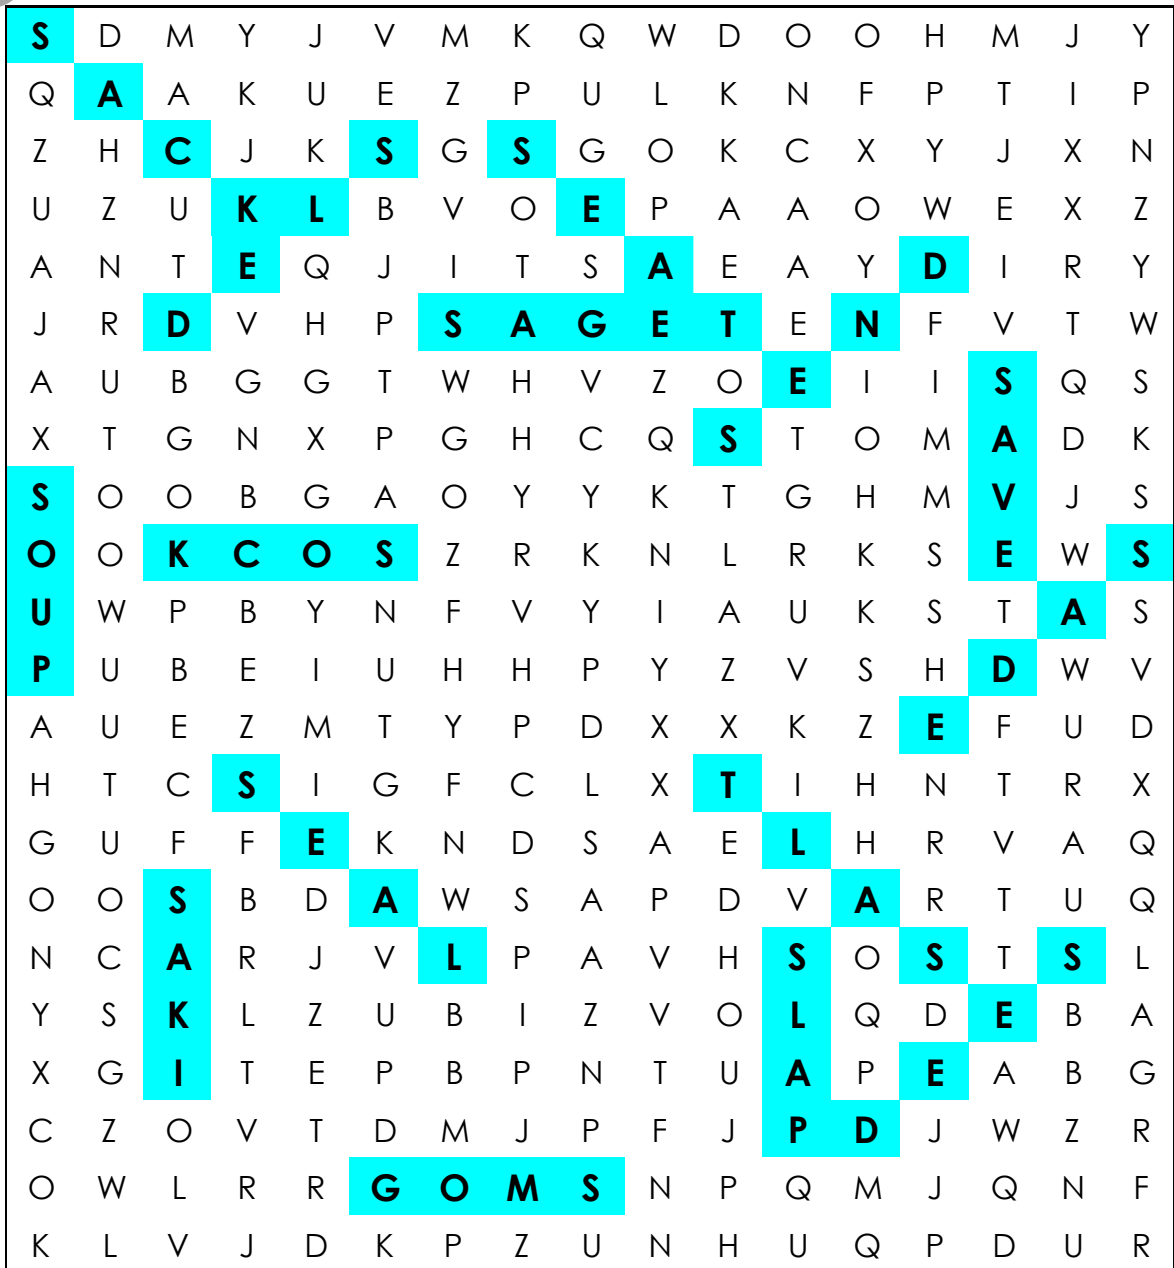 S D M Y J V M K Q W D O O H M J Y
Q A A K U E Z P U L K N F P T I P
Z H C J K S G S G O K C X Y J X N
U Z U K L B V O E P A A O W E X Z
A N T E Q J I T S A E A Y D I R Y
J R D V H P S A G E T E N F V T W
A U B G G T W H V Z O E I I S Q S
X T G N X P G H C Q S T O M A D K
S O O B G A O Y Y K T G H M V J S
O O K C O S Z R K N L R K S E W S
U W P B Y N F V Y I A U K S T A S
P U B E I U H H P Y Z V S H D W V
A U E Z M T Y P D X X K Z E F U D
H T C S I G F C L X T I H N T R X
G U F F E K N D S A E L H R V A Q
O O S B D A W S A P D V A R T U Q
N C A R J V L P A V H S O S T S L
Y S K L Z U B I Z V O L Q D E B A
X G I T E P B P N T U A P E A B G
C Z O V T D M J P F J P D J W Z R
O W L R R G O M S N P Q M J Q N F
K L V J D K P Z U N H U Q P D U R